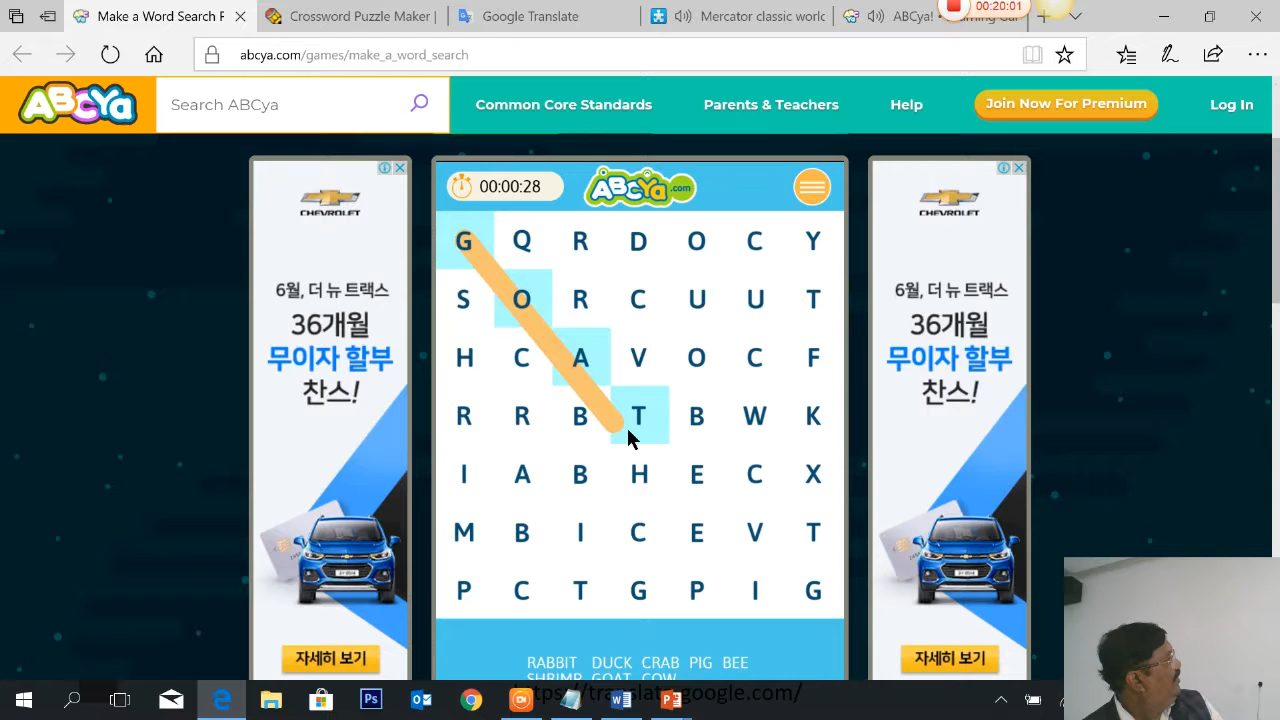 Make a Word Search P
Crossword Puzzle Maker |
Google Translate
Mercator classic world
ABCya! •
00:20:01
abcya.com/games/make_a_word_search
ABCYa
Search ABCya
Common Core Standards
Parents & Teachers
Help
Join Now For Premium
Log In
CHEVROLET
6월, 더 뉴 트랙스
36개월
무이자 할부
찬스!
자세히 보기
00:00:28
ABCYa.com
G Q R D O C Y
S O R C U U T
H C A V O C F
R R B T B W K
I A B H E C X
M B I C E V T
P C T G P I G
RABBIT DUCK CRAB PIG BEE
SHRIMP GOAT COW
CHEVROLET
6월, 더 뉴 트랙스
36개월
무이자 할부
찬스!
자세히 보기
https://translate.google.com/